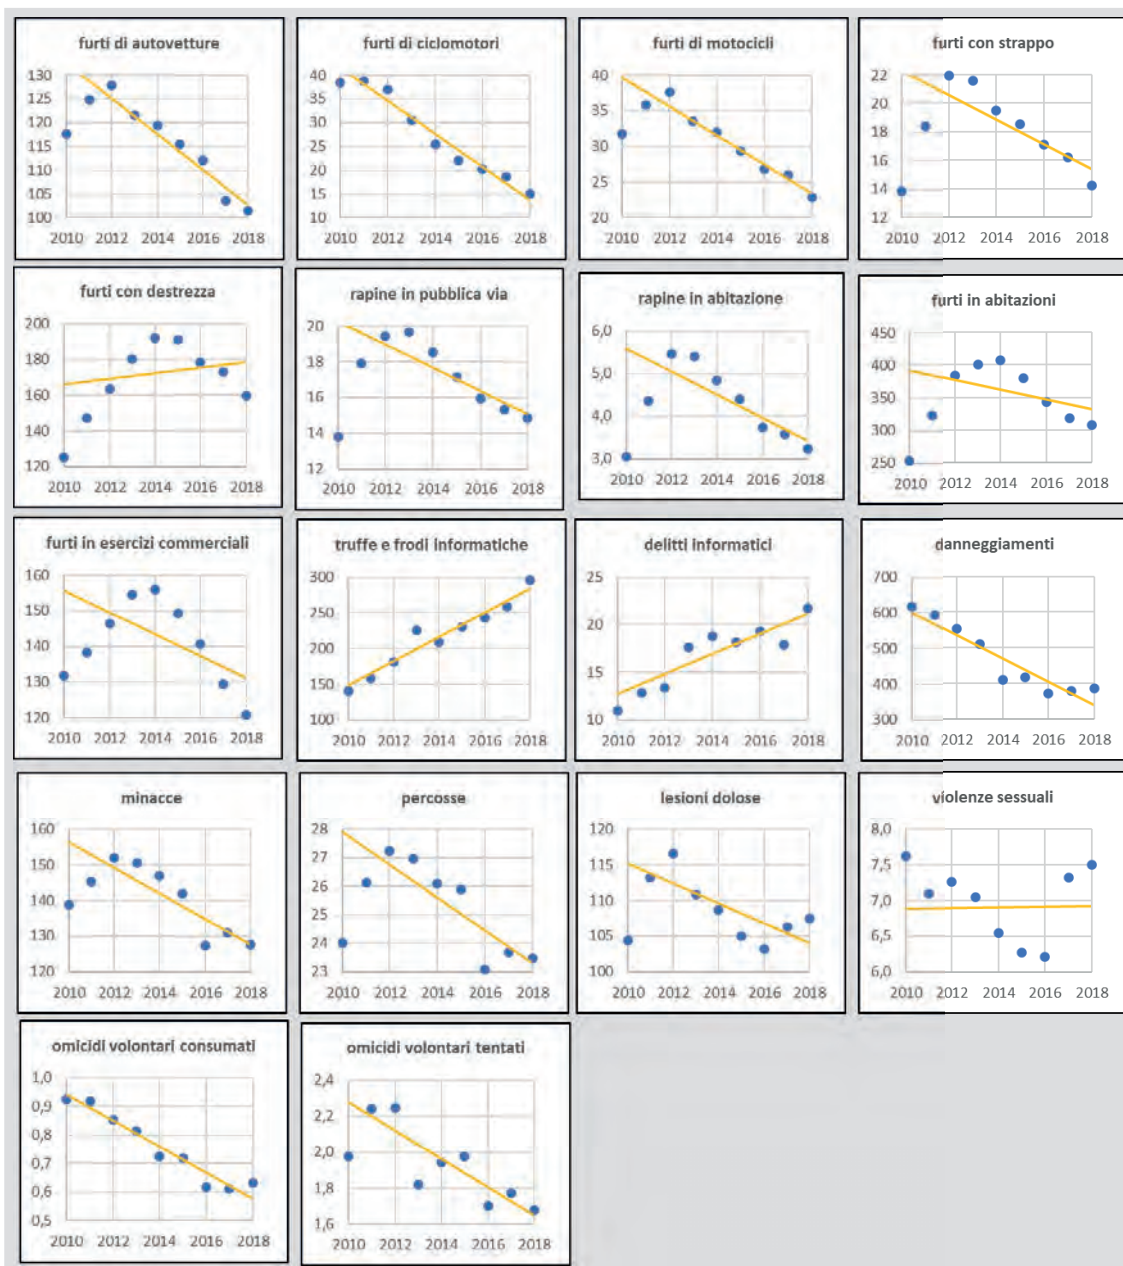 furti di autovetture
130
125
120
115
110
105
100
2010 2012 2014 2016 2018
furti di ciclomotori
40
35
30
25
20
15
10
2010 2012 2014 2016 2018
furti di motocicli
40
35
30
25
20
2010 2012 2014 2016 2018
furti con strappo
22
20
18
16
14
12
2010 2012 2014 2016 2018
furti con destrezza
200
180
160
140
120
2010 2012 2014 2016 2018
rapine in pubblica via
20
18
16
14
12
2010 2012 2014 2016 2018
rapine in abitazione
6,0
5,0
4,0
3,0
2010 2012 2014 2016 2018
furti in abitazioni
450
400
350
300
250
2010 2012 2014 2016 2018
furti in esercizi commerciali
160
150
140
130
120
2010 2012 2014 2016 2018
truffe e frodi informatiche
300
250
200
150
100
2010 2012 2014 2016 2018
delitti informatici
25
20
15
10
2010 2012 2014 2016 2018
danneggiamenti
700
600
500
400
300
2010 2012 2014 2016 2018
minacce
160
150
140
130
120
2010 2012 2014 2016 2018
percosse
28
27
26
25
24
23
2010 2012 2014 2016 2018
lesioni dolose
120
115
110
105
100
2010 2012 2014 2016 2018
violenze sessuali
8,0
7,5
7,0
6,5
6,0
2010 2012 2014 2016 2018
omicidi volontari consumati
1,0
0,9
0,8
0,7
0,6
0,5
2010 2012 2014 2016 2018
omicidi volontari tentati
2,4
2,2
2,0
1,8
1,6
2010 2012 2014 2016 2018